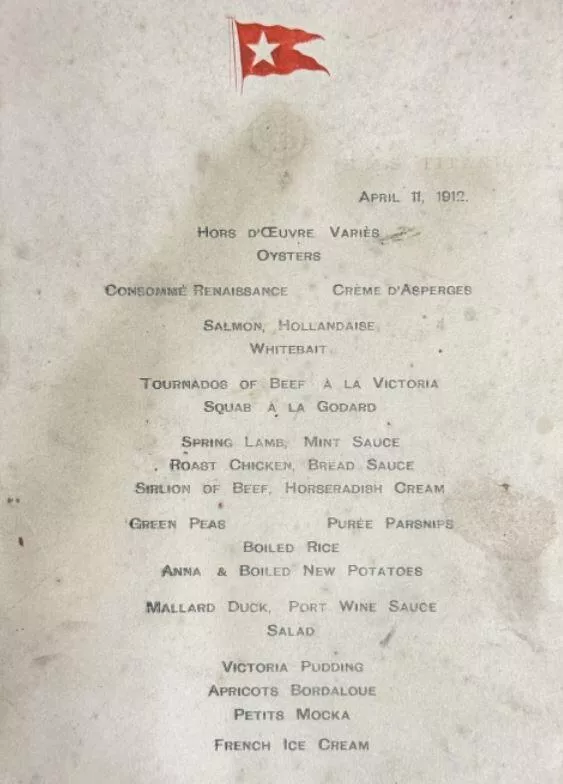 R.M.S. TITANIC
APRIL 11, 1912.
HORS D'ŒUVRE VARIÈS
OYSTERS
CONSOMMÉ RENAISSANCE CRÈME D'ASPERGES
SALMON, HOLLANDAISE
WHITEBAIT
TOURNADOS OF BEEF À LA VICTORIA
SQUAB À LA GODARD
SPRING LAMB, MINT SAUCE
ROAST CHICKEN, BREAD SAUCE
SIRLION OF BEEF, HORSERADISH CREAM
GREEN PEAS PURÉE PARSNIPS
BOILED RICE
ANNA & BOILED NEW POTATOES
MALLARD DUCK, PORT WINE SAUCE
SALAD
VICTORIA PUDDING
APRICOTS BORDALOUE
PETITS MOCKA
FRENCH ICE CREAM